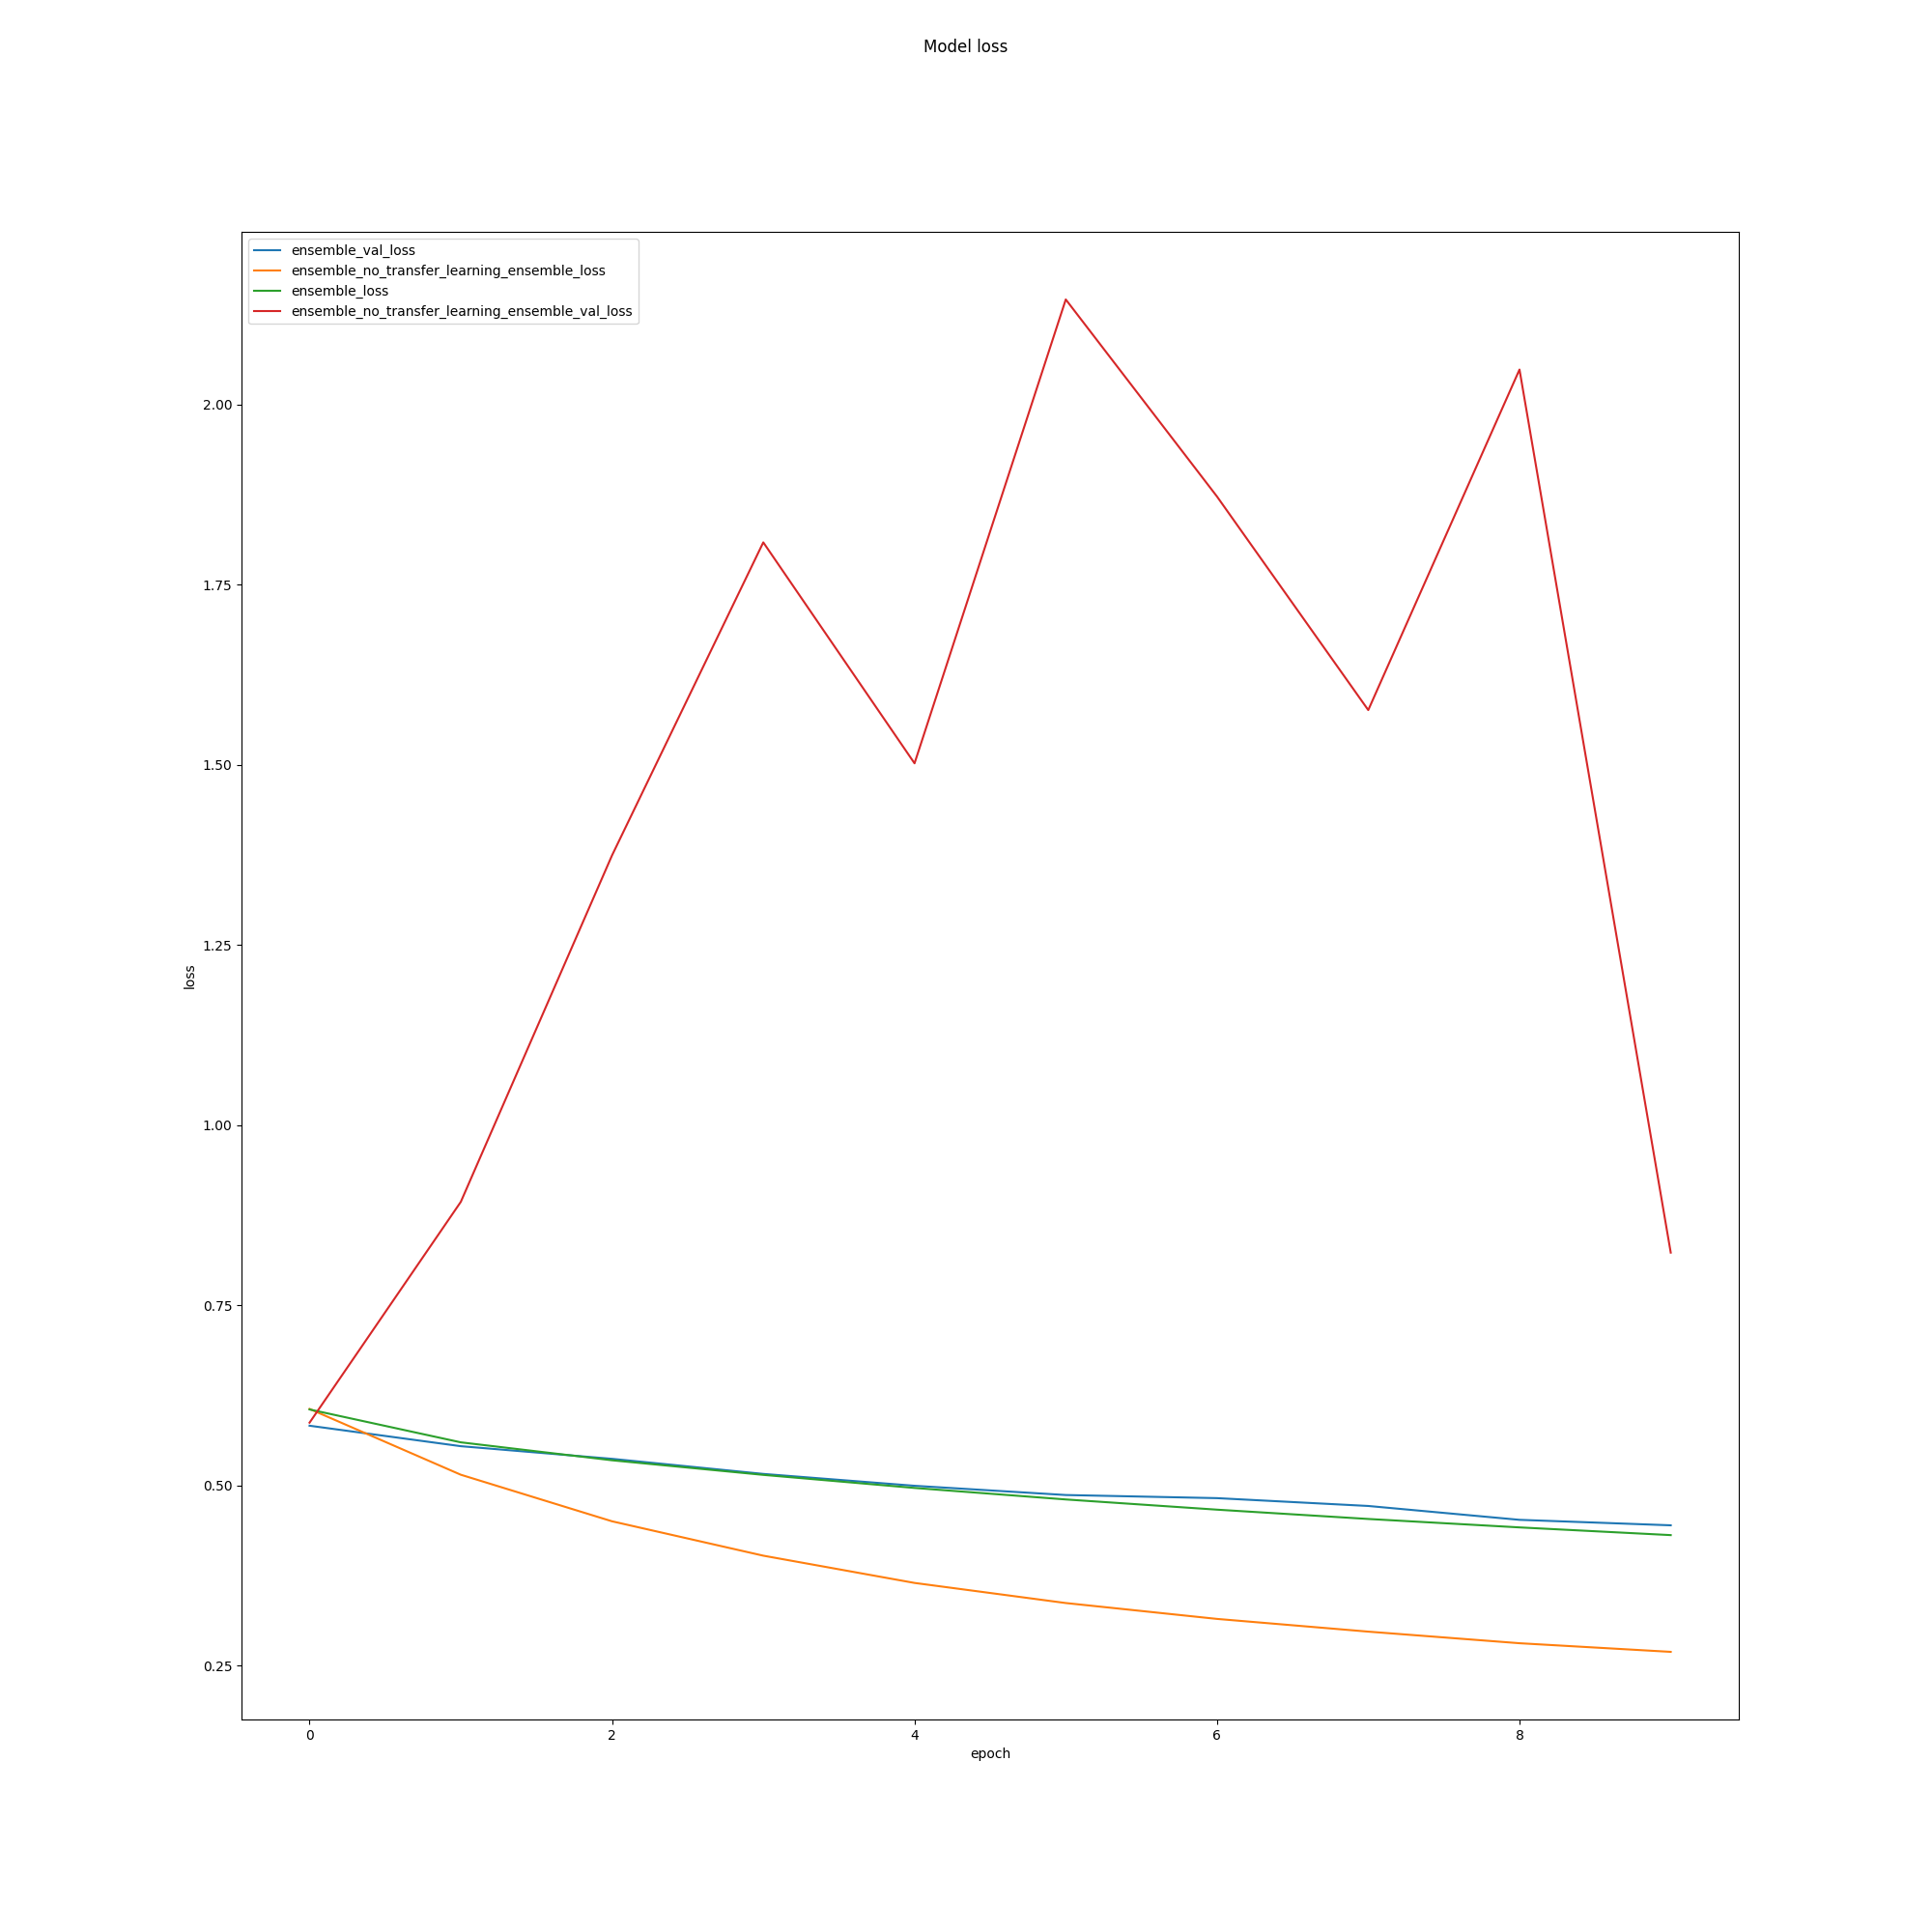 Model loss
ensemble_val_loss
ensemble_no_transfer_learning_ensemble_loss
ensemble_loss
ensemble_no_transfer_learning_ensemble_val_loss
2.00
1.75
1.50
1.25
loss
1.00
0.75
0.50
0.25
0 2 4 6 8
epoch